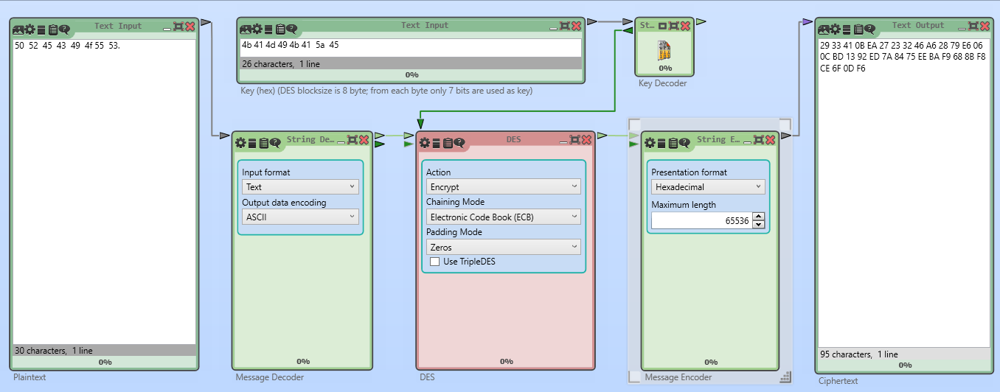 Text Input
50  52  45  43  49  4f 55  53.
30 characters,  1 line
0%
Plaintext
Text Input
4b 41 4d 49 4b 41  5a  45
26 characters,  1 line
0%
Key (hex) (DES blocksize is 8 byte; from each byte only 7 bits are used as key)
St...
0%
Key Decoder
String De...
Input format
Text
Output data encoding
ASCII
0%
Message Decoder
DES
Action
Encrypt
Chaining Mode
Electronic Code Book (ECB)
Padding Mode
Zeros
Use TripleDES
0%
DES
String E...
Presentation format
Hexadecimal
Maximum length
65536
0%
Message Encoder
Text Output
29 33 41 0B EA 27 23 32 46 A6 28 79 E6 06
0C BD 13 92 ED 7A 84 75 EE BA F9 68 8B F8
CE 6F 0D F6
95 characters,  1 line
0%
Ciphertext